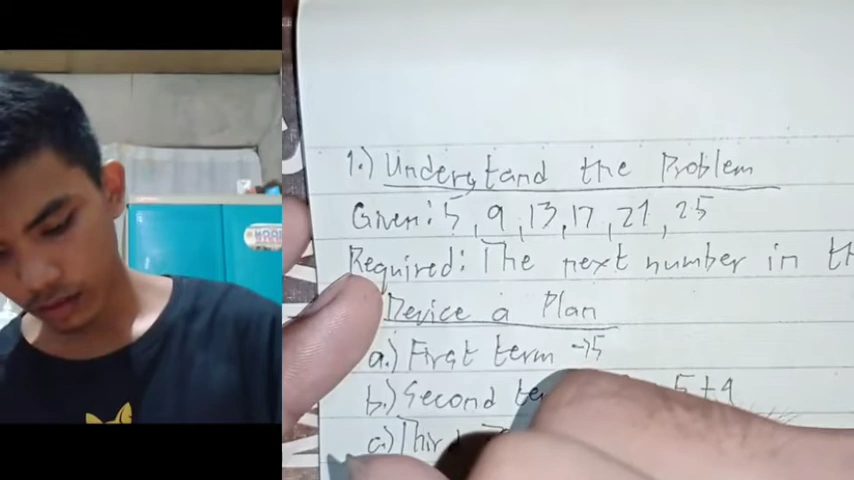 1.) Understand the Problem
Given: 5, 9, 13, 17, 21, 25
Required: The next number in th
Device a Plan
a.) First term → 5
b.) Second te 5 + 4
c.) Thir